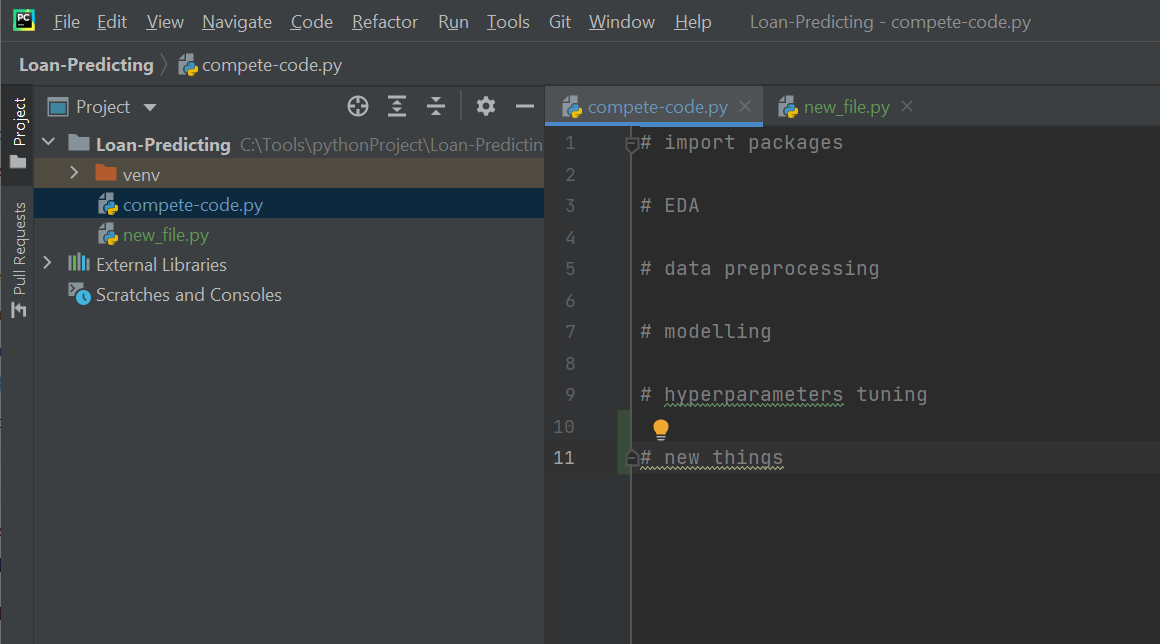 PC File Edit View Navigate Code Refactor Run Tools Git Window Help Loan-Predicting - compete-code.py
Loan-Predicting compete-code.py
Project
Pull Requests
Project
Loan-Predicting C:\Tools\pythonProject\Loan-Predictin
venv
compete-code.py
new_file.py
External Libraries
Scratches and Consoles
compete-code.py new_file.py
1 # import packages
2
3 # EDA
4
5 # data preprocessing
6
7 # modelling
8
9 # hyperparameters tuning
10
11 # new things